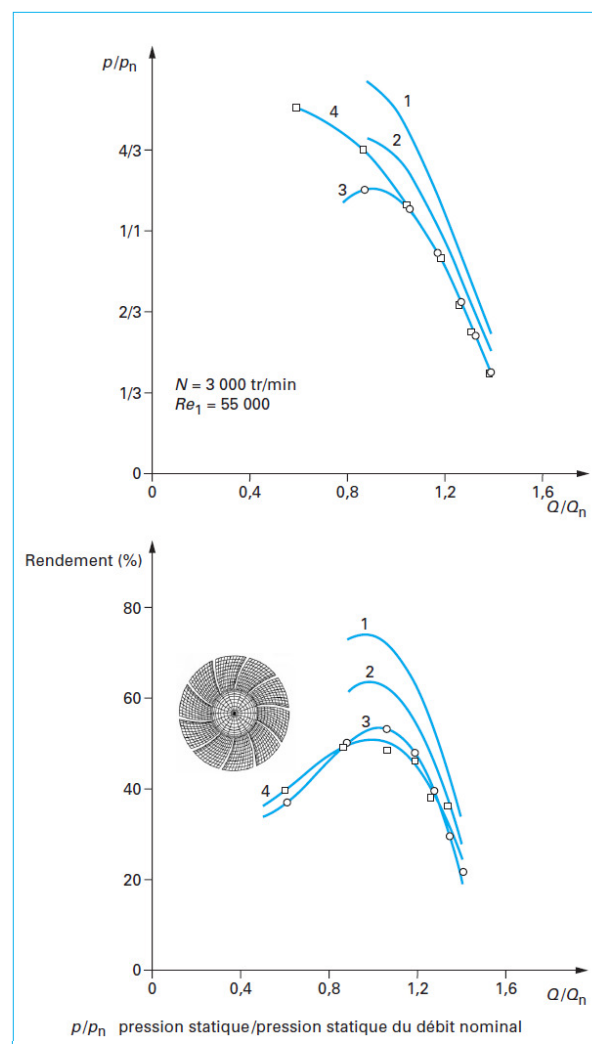 p/pₙ
1
4
4/3
2
3
1/1
2/3
N = 3 000 tr/min
Re₁ = 55 000
1/3
0
0 0,4 0,8 1,2 1,6
Q/Qₙ
Rendement (%)
80
1
2
60
3
4
40
20
0
0 0,4 0,8 1,2 1,6
Q/Qₙ
p/pₙ pression statique/pression statique du débit nominal